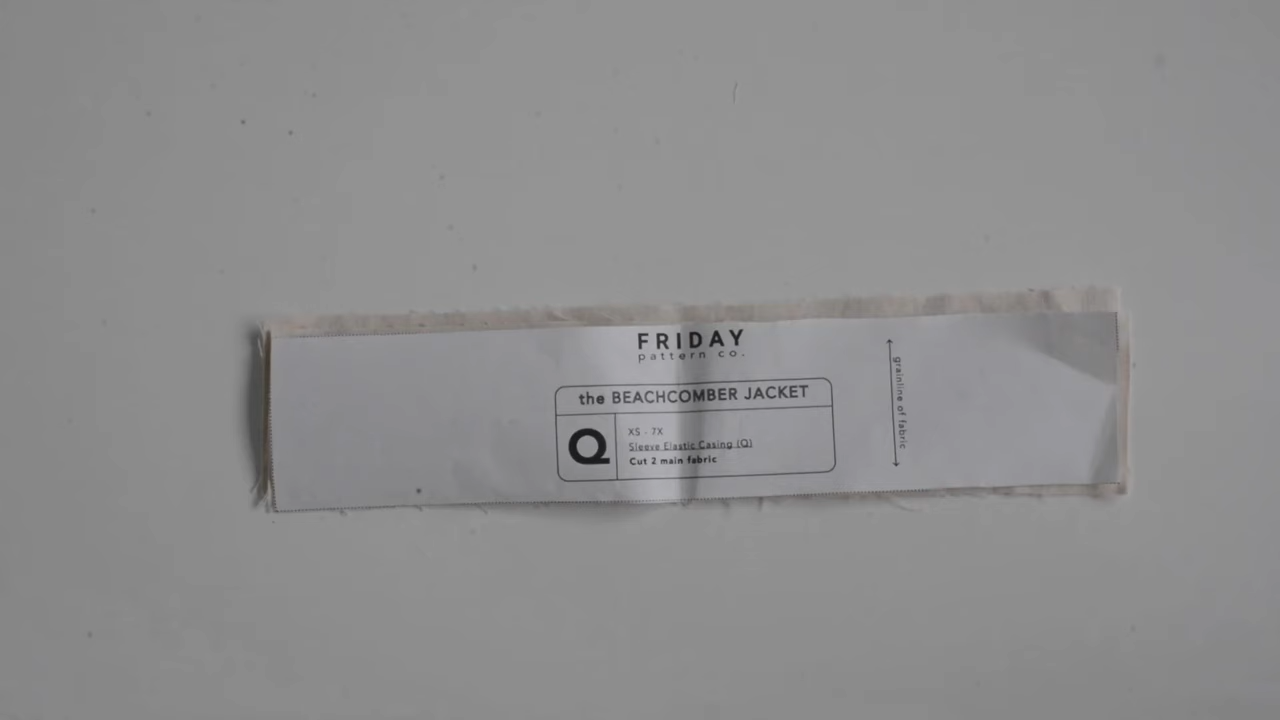 FRIDAY
pattern co.
the BEACHCOMBER JACKET
Q
XS - 7X
Sleeve Elastic Casing (Q)
Cut 2 main fabric
grainline of fabric